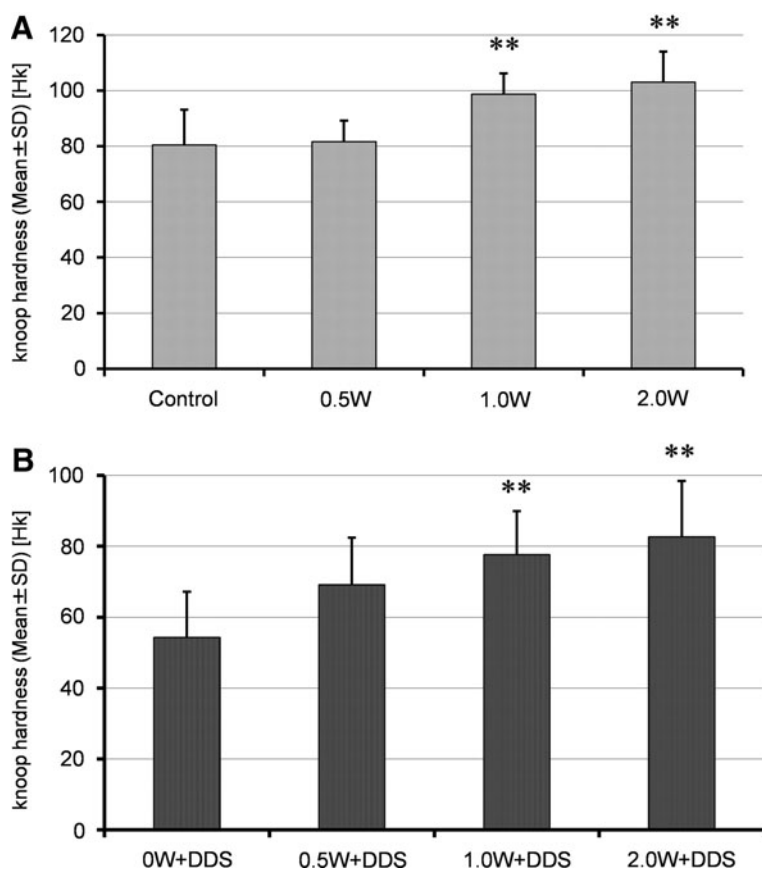 A
knoop hardness (Mean±SD) [Hk]
120
100
80
60
40
20
0
**
**
Control 0.5W 1.0W 2.0W
B
knoop hardness (Mean±SD) [Hk]
100
80
60
40
20
0
**
**
0W+DDS 0.5W+DDS 1.0W+DDS 2.0W+DDS